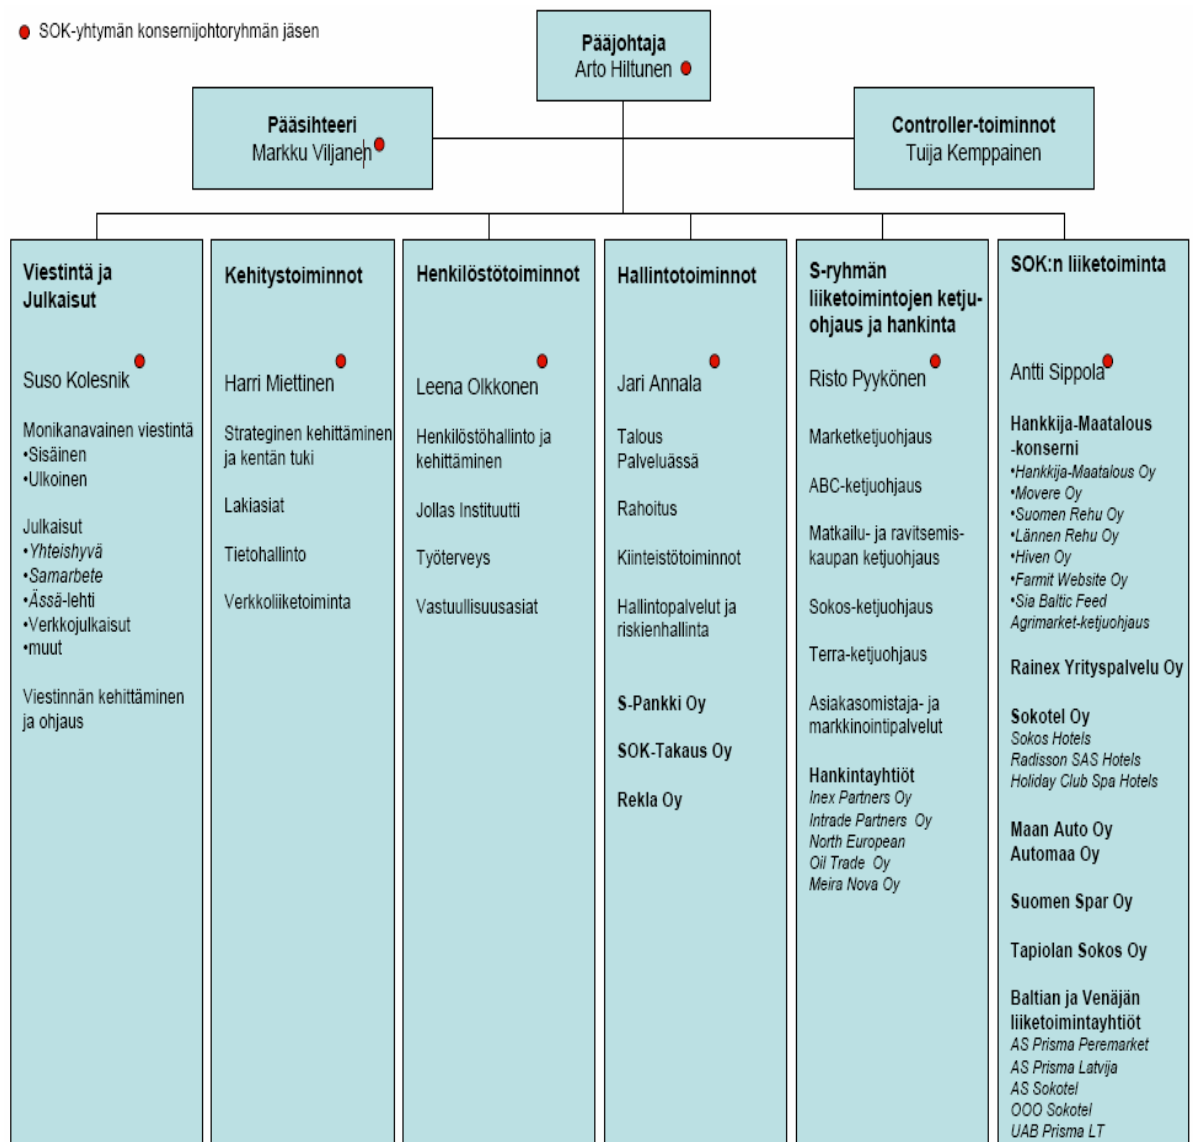 SOK-yhtymän konsernijohtoryhmän jäsen
Pääjohtaja
Arto Hiltunen
Pääsihteeri
Markku Viljanen
Controller-toiminnot
Tuija Kemppainen
Viestintä ja
Julkaisut
Suso Kolesnik
Monikanavainen viestintä
•Sisäinen
•Ulkoinen
Julkaisut
•Yhteishyvä
•Samarbete
•Ässä-lehti
•Verkkojulkaisut
•muut
Viestinnän kehittäminen
ja ohjaus
Kehitystoiminnot
Harri Miettinen
Strateginen kehittäminen
ja kentän tuki
Lakiasiat
Tietohallinto
Verkkoliiketoiminta
Henkilöstötoiminnot
Leena Olkkonen
Henkilöstöhallinto ja
kehittäminen
Jollas Instituutti
Työterveys
Vastuullisuusasiat
Hallintotoiminnot
Jari Annala
Talous
Palveluässä
Rahoitus
Kiinteistötoiminnot
Hallintopalvelut ja
riskienhallinta
S-Pankki Oy
SOK-Takaus Oy
Rekla Oy
S-ryhmän
liiketoimintojen ketju-
ohjaus ja hankinta
Risto Pyykönen
Marketketjuohjaus
ABC-ketjuohjaus
Matkailu- ja ravitsemis-
kaupan ketjuohjaus
Sokos-ketjuohjaus
Terra-ketjuohjaus
Asiakasomistaja- ja
markkinointipalvelut
Hankintayhtiöt
Inex Partners Oy
Intrade Partners Oy
North European
Oil Trade Oy
Meira Nova Oy
SOK:n liiketoiminta
Antti Sippola
Hankkija-Maatalous
-konserni
•Hankkija-Maatalous Oy
•Movere Oy
•Suomen Rehu Oy
•Lännen Rehu Oy
•Hiven Oy
•Farmit Website Oy
•Sia Baltic Feed
Agrimarket-ketjuohjaus
Rainex Yrityspalvelu Oy
Sokotel Oy
Sokos Hotels
Radisson SAS Hotels
Holiday Club Spa Hotels
Maan Auto Oy
Automaa Oy
Suomen Spar Oy
Tapiolan Sokos Oy
Baltian ja Venäjän
liiketoimintayhtiöt
AS Prisma Peremarket
AS Prisma Latvija
AS Sokotel
OOO Sokotel
UAB Prisma LT